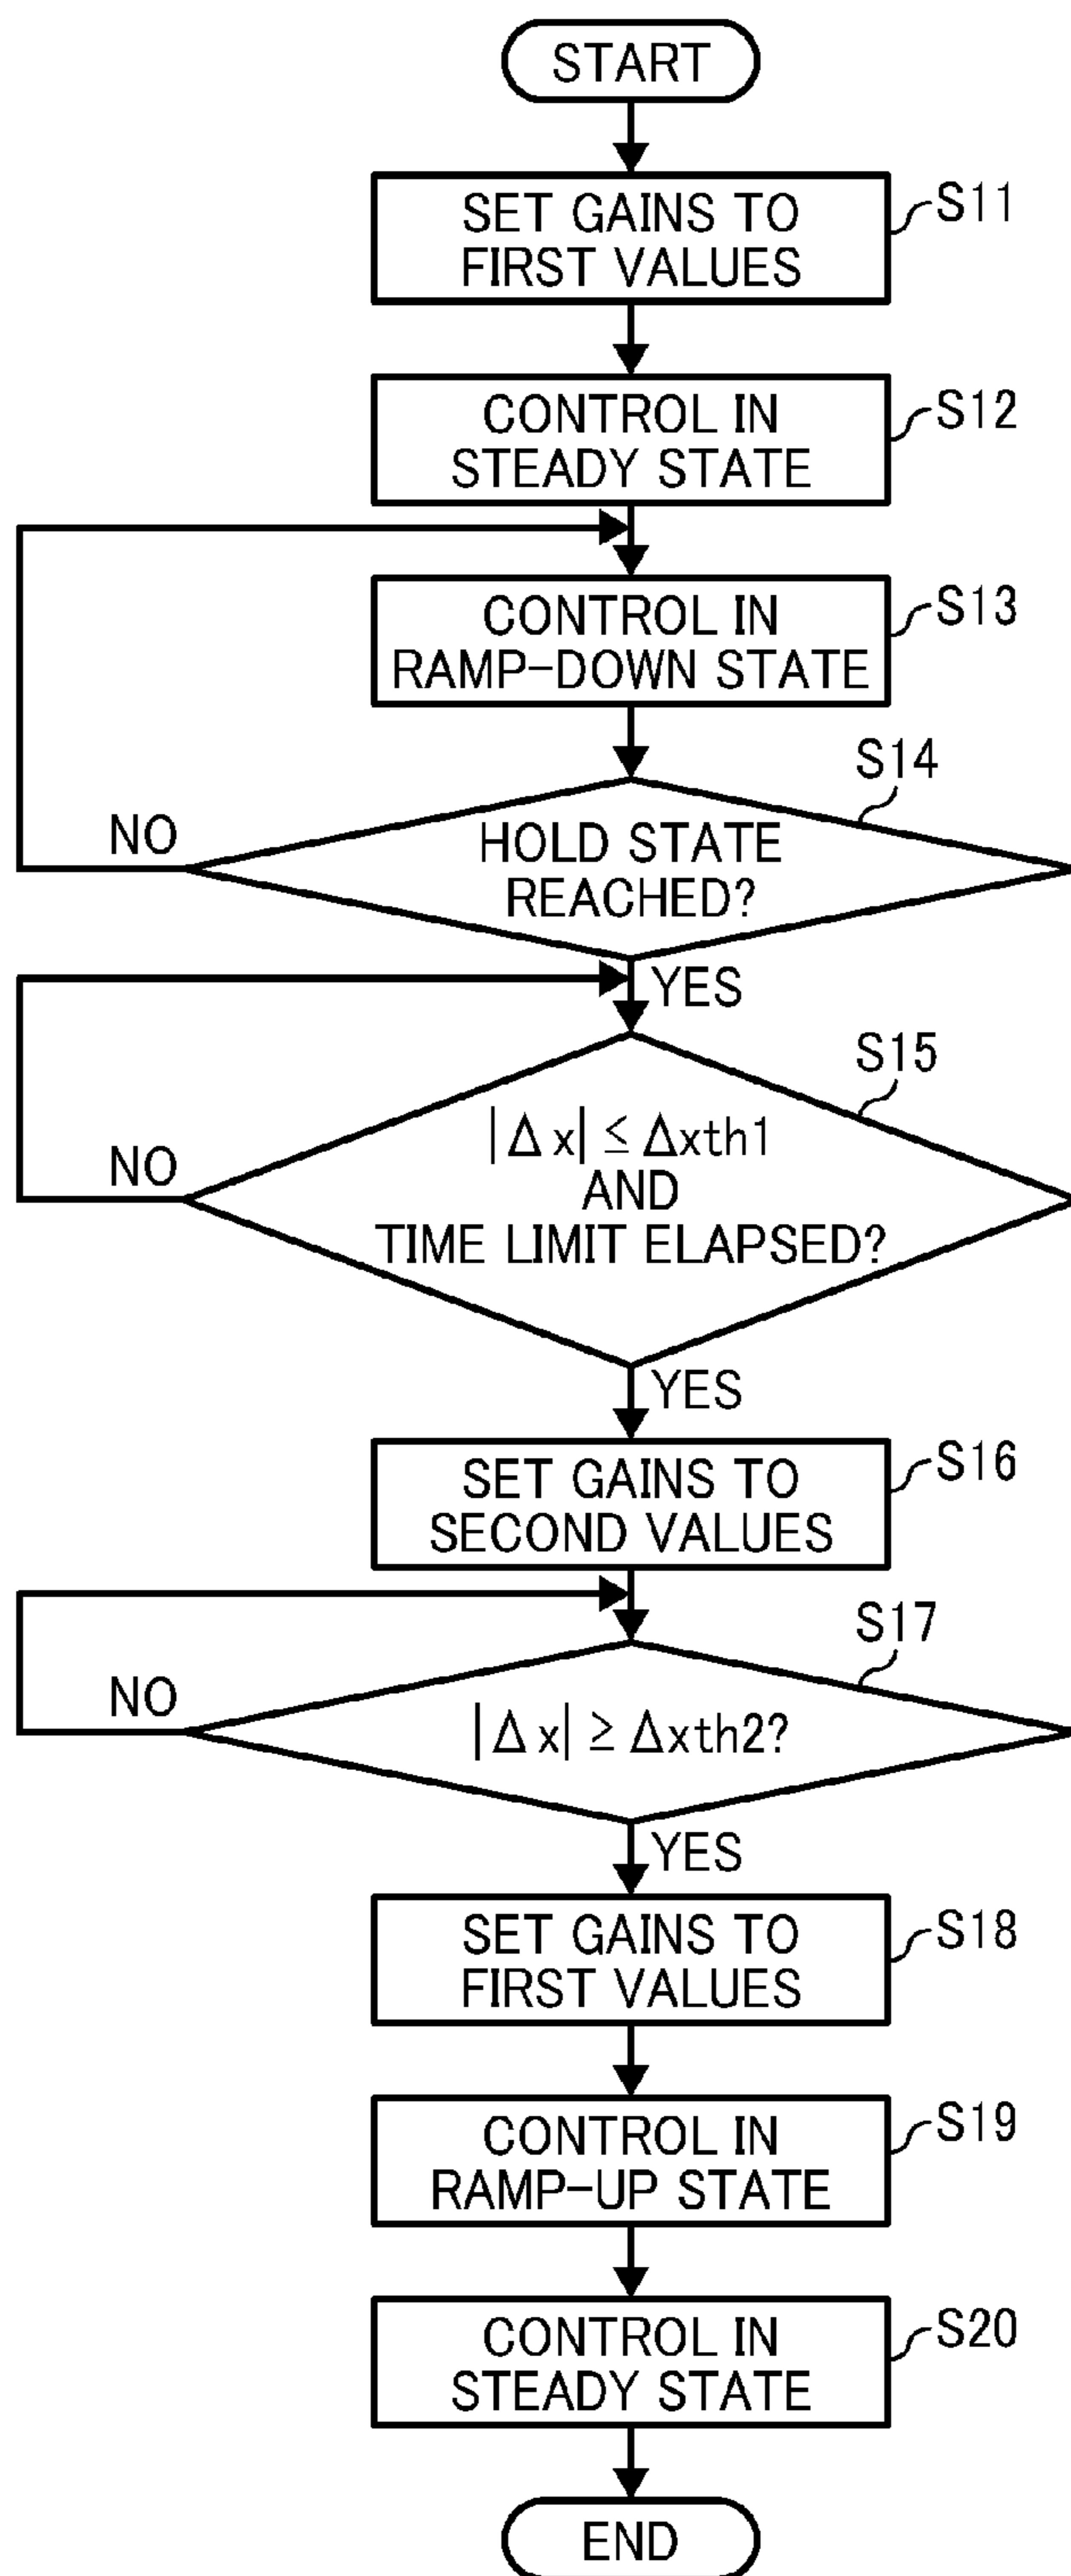 START
SET GAINS TO
FIRST VALUES
S11
CONTROL IN
STEADY STATE
S12
CONTROL IN
RAMP-DOWN STATE
S13
S14
HOLD STATE
REACHED?
NO
YES
S15
|Δx| ≤ Δxth1
AND
TIME LIMIT ELAPSED?
NO
YES
SET GAINS TO
SECOND VALUES
S16
S17
|Δx| ≥ Δxth2?
NO
YES
SET GAINS TO
FIRST VALUES
S18
CONTROL IN
RAMP-UP STATE
S19
CONTROL IN
STEADY STATE
S20
END